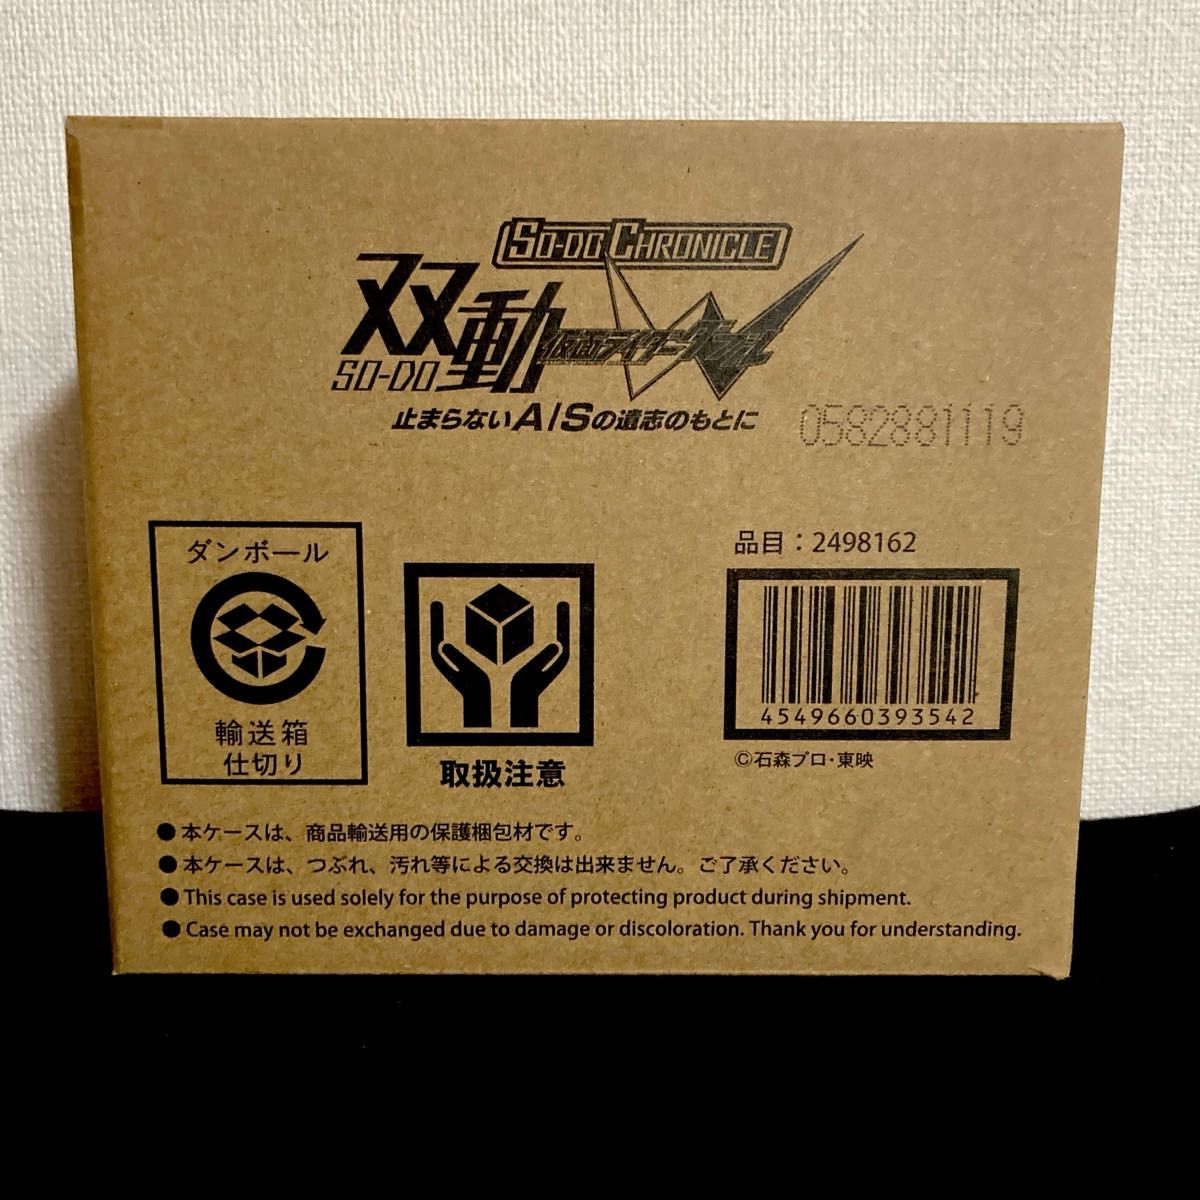 SO-DO CHRONICLE
双動
SO-DO
仮面ライダーダブル
止まらないA/Sの遺志のもとに
0582881119
ダンボール
輸送箱
仕切り
取扱注意
品目：2498162
4549660393542
©石森プロ・東映
●本ケースは、商品輸送用の保護梱包材です。
●本ケースは、つぶれ、汚れ等による交換は出来ません。ご了承ください。
●This case is used solely for the purpose of protecting product during shipment.
●Case may not be exchanged due to damage or discoloration. Thank you for understanding.